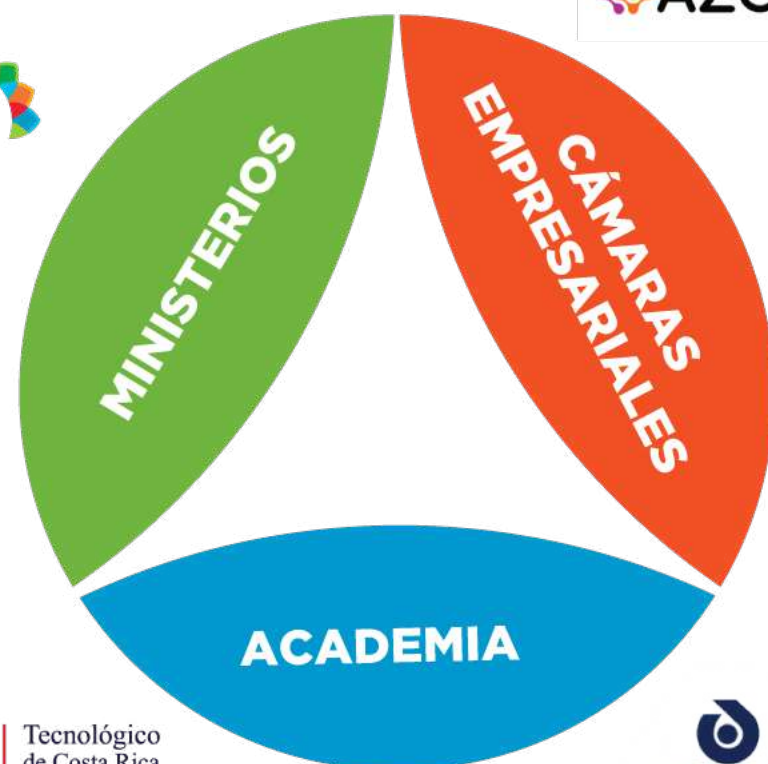 MINISTERIOS
CÁMARAS
EMPRESARIALES
ACADEMIA
Tecnológico
de Costa Rica